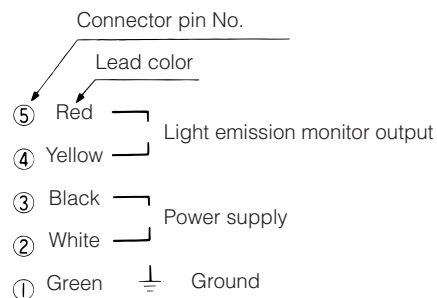 Connector pin No.
Lead color
⑤ Red
Light emission monitor output
④ Yellow
③ Black
Power supply
② White
① Green Ground